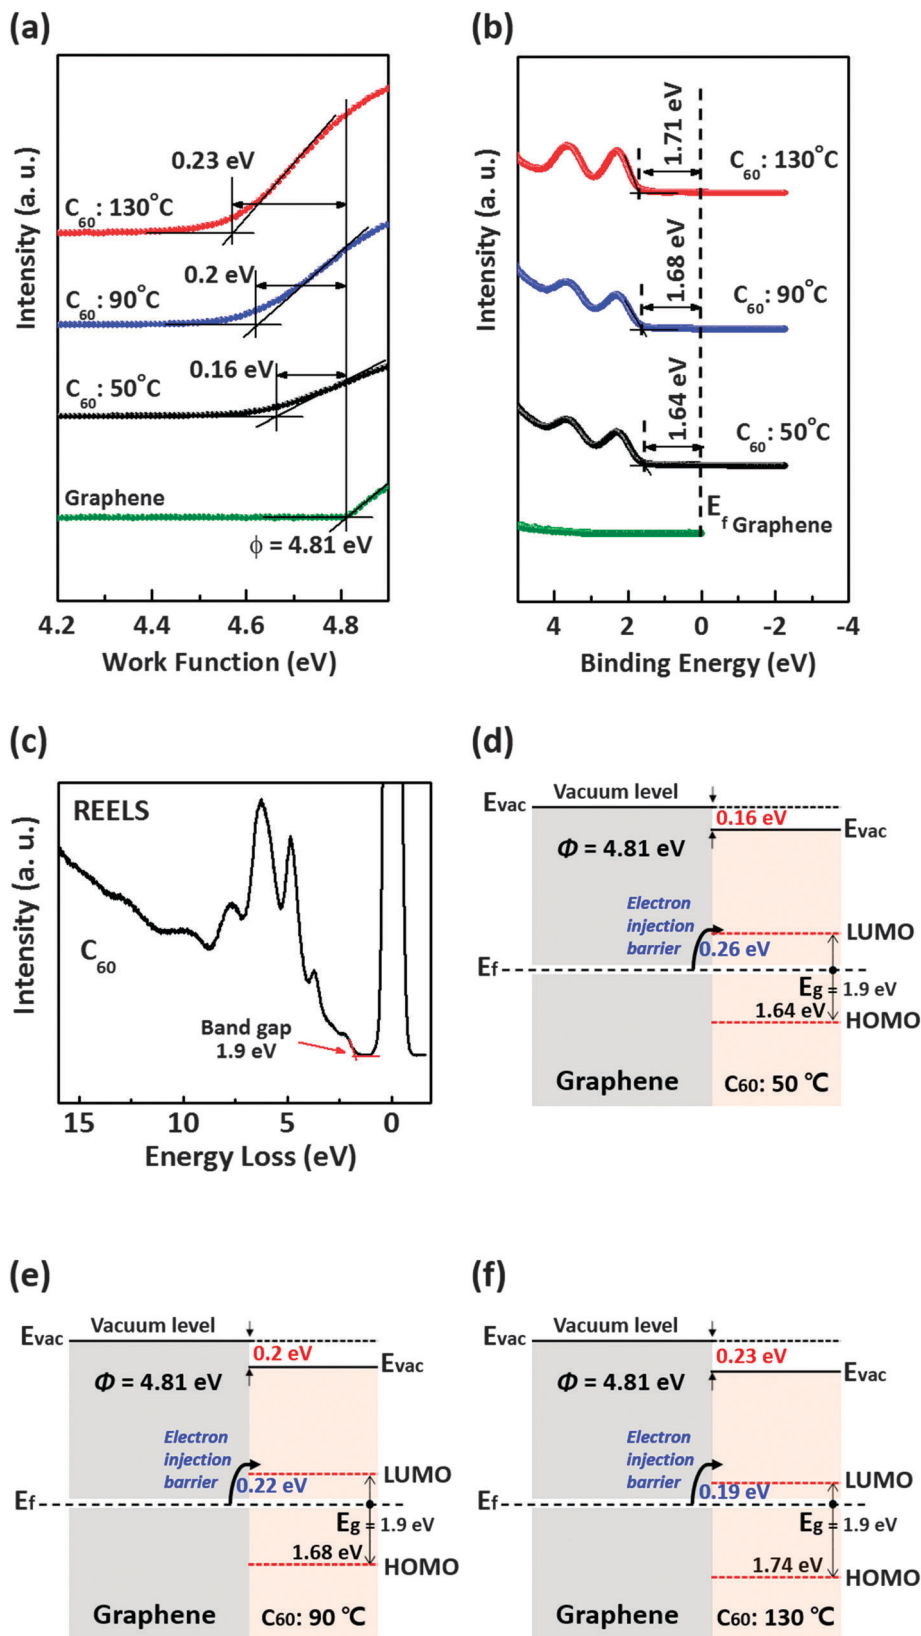 (a)
Intensity (a. u.)
0.23 eV
C60: 130°C
0.2 eV
C60: 90°C
0.16 eV
C60: 50°C
Graphene
ϕ = 4.81 eV
4.2 4.4 4.6 4.8
Work Function (eV)
(b)
Intensity (a. u.)
1.71 eV
C60: 130°C
1.68 eV
C60: 90°C
1.64 eV
C60: 50°C
Ef Graphene
4 2 0 -2 -4
Binding Energy (eV)
(c)
Intensity (a. u.)
REELS
C60
Band gap
1.9 eV
15 10 5 0
Energy Loss (eV)
(d)
Vacuum level
Evac
0.16 eV
Evac
Φ = 4.81 eV
Electron
injection
barrier
0.26 eV
LUMO
Ef
Eg = 1.9 eV
1.64 eV
HOMO
Graphene
C60: 50 ℃
(e)
Vacuum level
Evac
0.2 eV
Evac
Φ = 4.81 eV
Electron
injection
barrier
0.22 eV
LUMO
Ef
Eg = 1.9 eV
1.68 eV
HOMO
Graphene
C60: 90 ℃
(f)
Vacuum level
Evac
0.23 eV
Evac
Φ = 4.81 eV
Electron
injection
barrier
0.19 eV
LUMO
Ef
Eg = 1.9 eV
1.74 eV
HOMO
Graphene
C60: 130 ℃